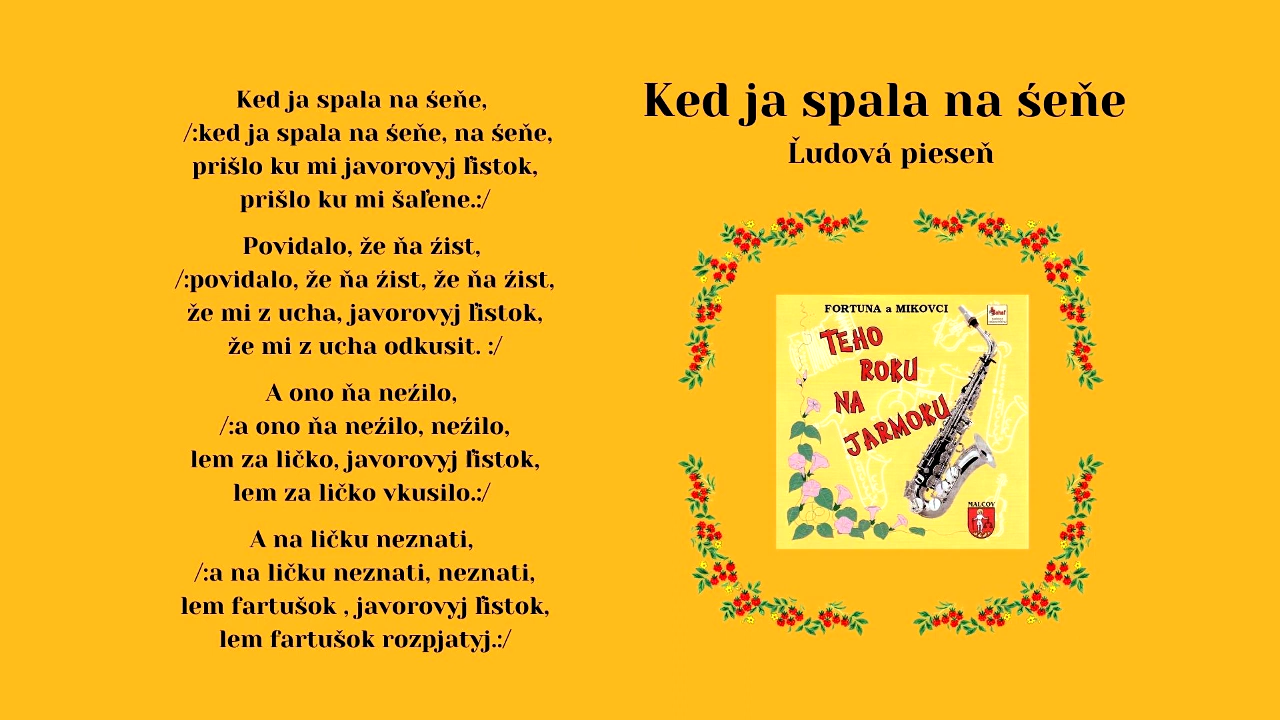 Ked ja spala na śeňe,
/:ked ja spala na śeňe, na śeňe,
prišlo ku mi javorovyj ľistok,
prišlo ku mi šaľene.:/
Povidalo, že ňa źist,
/:povidalo, že ňa źist, že ňa źist,
že mi z ucha, javorovyj ľistok,
že mi z ucha odkusit. :/
A ono ňa neźilo,
/:a ono ňa neźilo, neźilo,
lem za ličko, javorovyj ľistok,
lem za ličko vkusilo.:/
A na ličku neznati,
/:a na ličku neznati, neznati,
lem fartušok , javorovyj ľistok,
lem fartušok rozpjatyj.:/
Ked ja spala na śeňe
Ľudová pieseň
FORTUNA a MIKOVCI
TEHO
ROKU
NA
JARMOKU
MALCOV